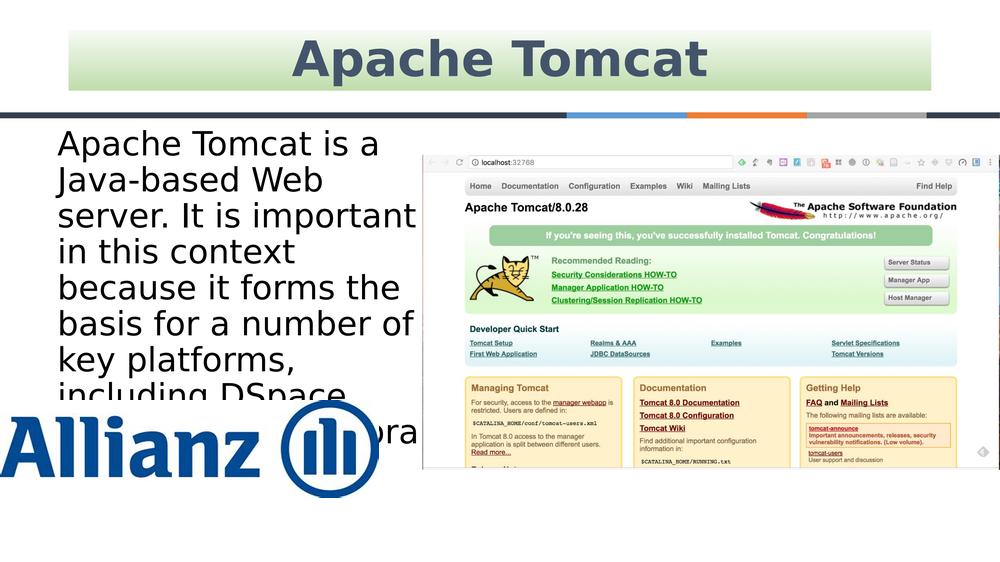 Apache Tomcat
Apache Tomcat is a
Java-based Web
server. It is important
in this context
because it forms the
basis for a number of
key platforms,
including DSpace
ora
Allianz
localhost:32768
Home Documentation Configuration Examples Wiki Mailing Lists Find Help
Apache Tomcat/8.0.28
The Apache Software Foundation
http://www.apache.org/
If you're seeing this, you've successfully installed Tomcat. Congratulations!
TM
Recommended Reading:
Security Considerations HOW-TO
Manager Application HOW-TO
Clustering/Session Replication HOW-TO
Server Status
Manager App
Host Manager
Developer Quick Start
Tomcat Setup Realms & AAA Examples Servlet Specifications
First Web Application JDBC DataSources Tomcat Versions
Managing Tomcat
For security, access to the manager webapp is
restricted. Users are defined in:
$CATALINA_HOME/conf/tomcat-users.xml
In Tomcat 8.0 access to the manager
application is split between different users.
Read more...
Documentation
Tomcat 8.0 Documentation
Tomcat 8.0 Configuration
Tomcat Wiki
Find additional important configuration
information in:
$CATALINA_HOME/RUNNING.txt
Getting Help
FAQ and Mailing Lists
The following mailing lists are available:
tomcat-announce
Important announcements, releases, security
vulnerability notifications. (Low volume).
tomcat-users
User support and discussion